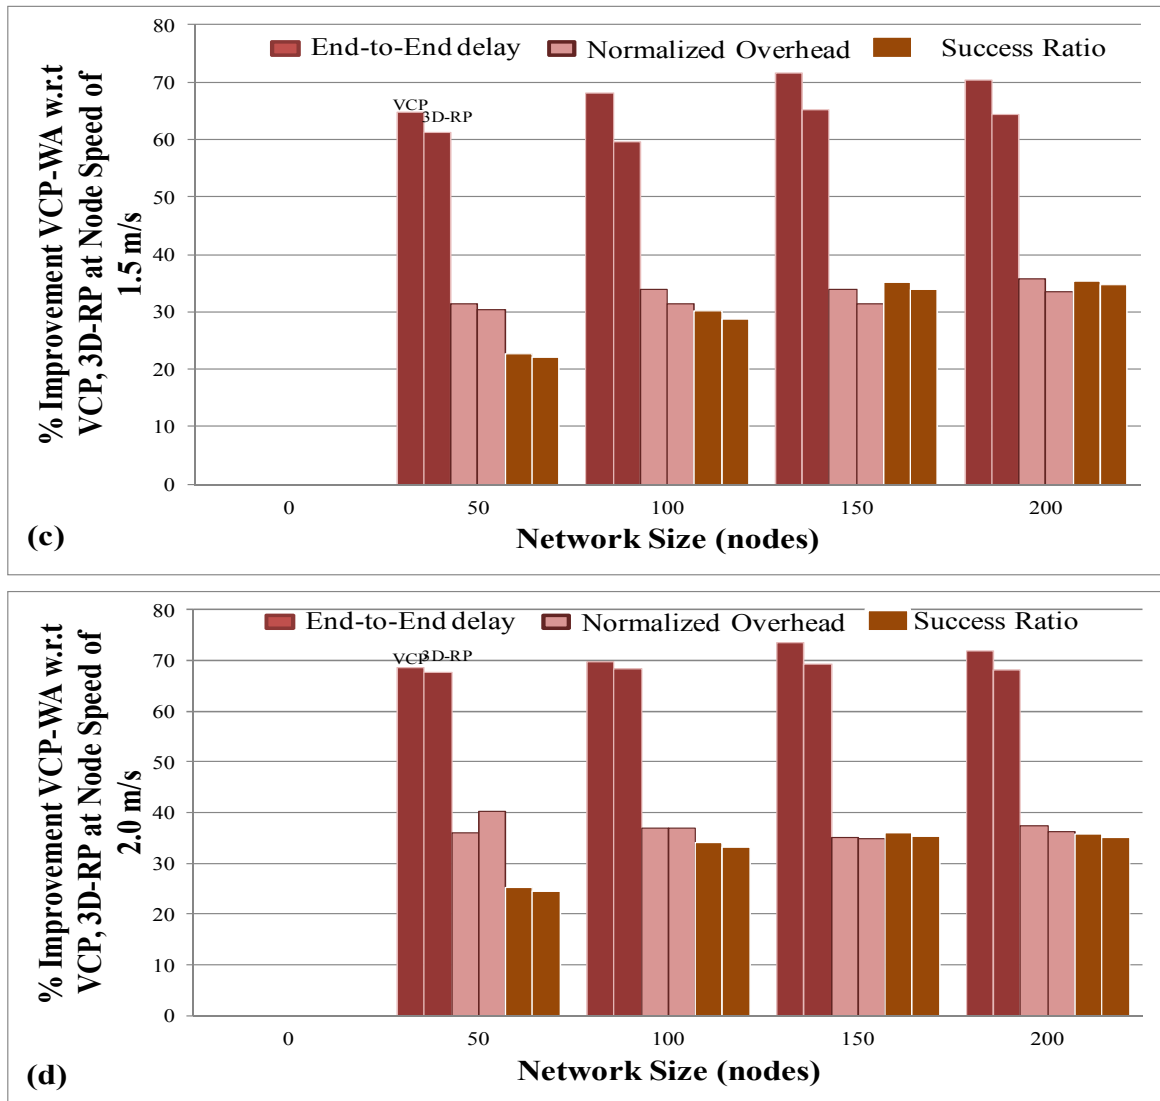 80
70
60
50
40
30
20
10
0
% Improvement VCP-WA w.r.t
VCP, 3D-RP at Node Speed of
1.5 m/s
End-to-End delay Normalized Overhead Success Ratio
VCP
3D-RP
0 50 100 150 200
Network Size (nodes)
(c)
80
70
60
50
40
30
20
10
0
% Improvement VCP-WA w.r.t
VCP, 3D-RP at Node Speed of
2.0 m/s
End-to-End delay Normalized Overhead Success Ratio
VCP 3D-RP
0 50 100 150 200
Network Size (nodes)
(d)